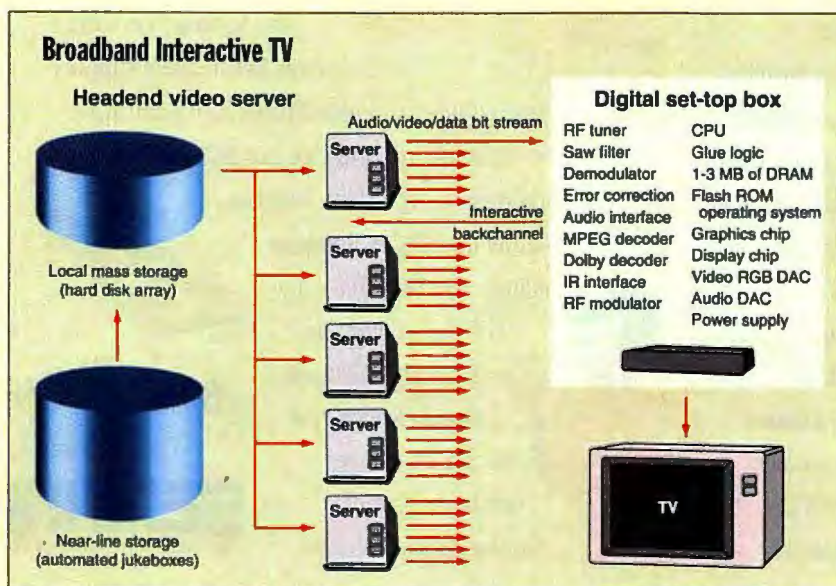 Broadband Interactive TV
Headend video server
Local mass storage
(hard disk array)
Near-line storage
(automated jukeboxes)
Server
Server
Server
Server
Server
Audio/video/data bit stream
Interactive
backchannel
Digital set-top box
RF tuner
Saw filter
Demodulator
Error correction
Audio interface
MPEG decoder
Dolby decoder
IR interface
RF modulator
CPU
Glue logic
1-3 MB of DRAM
Flash ROM
operating system
Graphics chip
Display chip
Video RGB DAC
Audio DAC
Power supply
TV